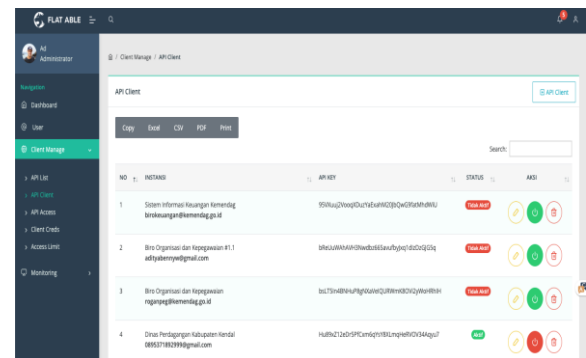 FLAT ABLE
Ad
Administrator
/ Client Manage / API Client
Navigation
Dashboard
User
Client Manage
API List
API Client
API Access
Client Creds
Access Limit
Monitoring
API Client
API Client
Copy Excel CSV PDF Print
Search:
NO INSTANSI API KEY STATUS AKSI
1 Sistem Informasi Keuangan Kemendag Tidak Aktif
birokeuangan@kemendag.go.id
2 Biro Organisasi dan Kepegawaian #1.1 Tidak Aktif
adityabennyw@gmail.com
3 Biro Organisasi dan Kepegawaian Tidak Aktif
roganpeg@kemendag.go.id
4 Dinas Perdagangan Kabupaten Kendal Aktif
0895371892999@gmail.com